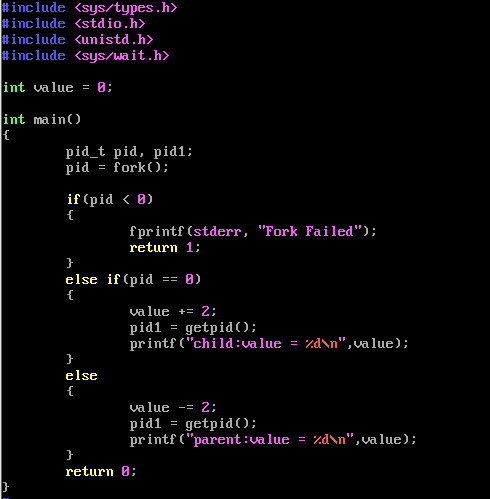 #include <sys/types.h>
#include <stdio.h>
#include <unistd.h>
#include <sys/wait.h>

int value = 0;

int main()
{
        pid_t pid, pid1;
        pid = fork();

        if(pid < 0)
        {
                fprintf(stderr, "Fork Failed");
                return 1;
        }
        else if(pid == 0)
        {
                value += 2;
                pid1 = getpid();
                printf("child:value = %d\n",value);
        }
        else
        {
                value -= 2;
                pid1 = getpid();
                printf("parent:value = %d\n",value);
        }
        return 0;
}